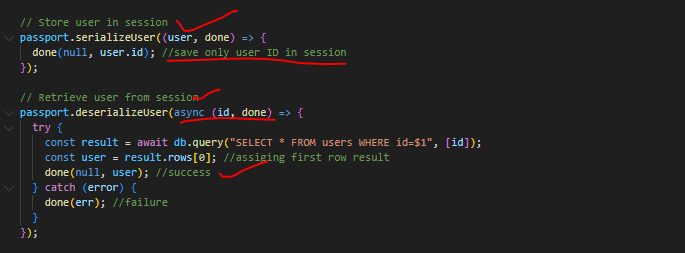 // Store user in session
passport.serializeUser((user, done) => {
done(null, user.id); //save only user ID in session
});
// Retrieve user from session
passport.deserializeUser(async (id, done) => {
try {
const result = await db.query("SELECT * FROM users WHERE id=$1", [id]);
const user = result.rows[0]; //assiging first row result
done(null, user); //success
} catch (error) {
done(err); //failure
}
});